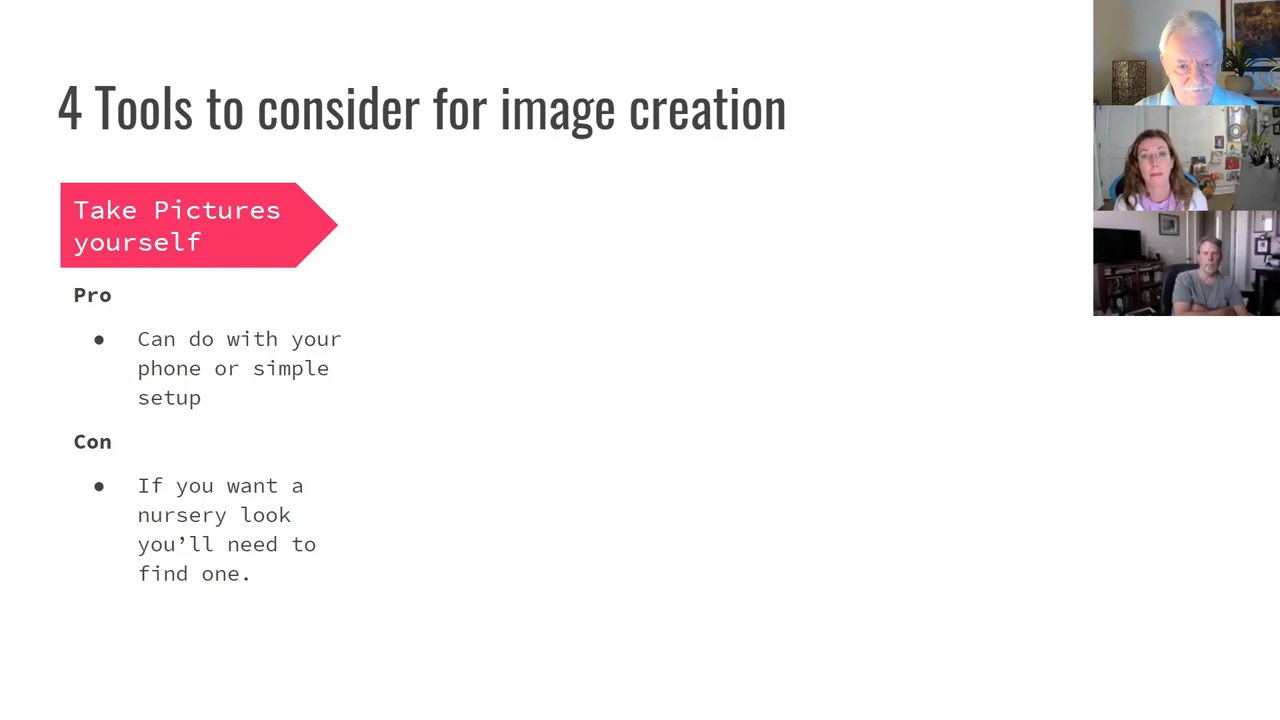 4 Tools to consider for image creation
Take Pictures
yourself
Pro
● Can do with your
phone or simple
setup
Con
● If you want a
nursery look
you’ll need to
find one.